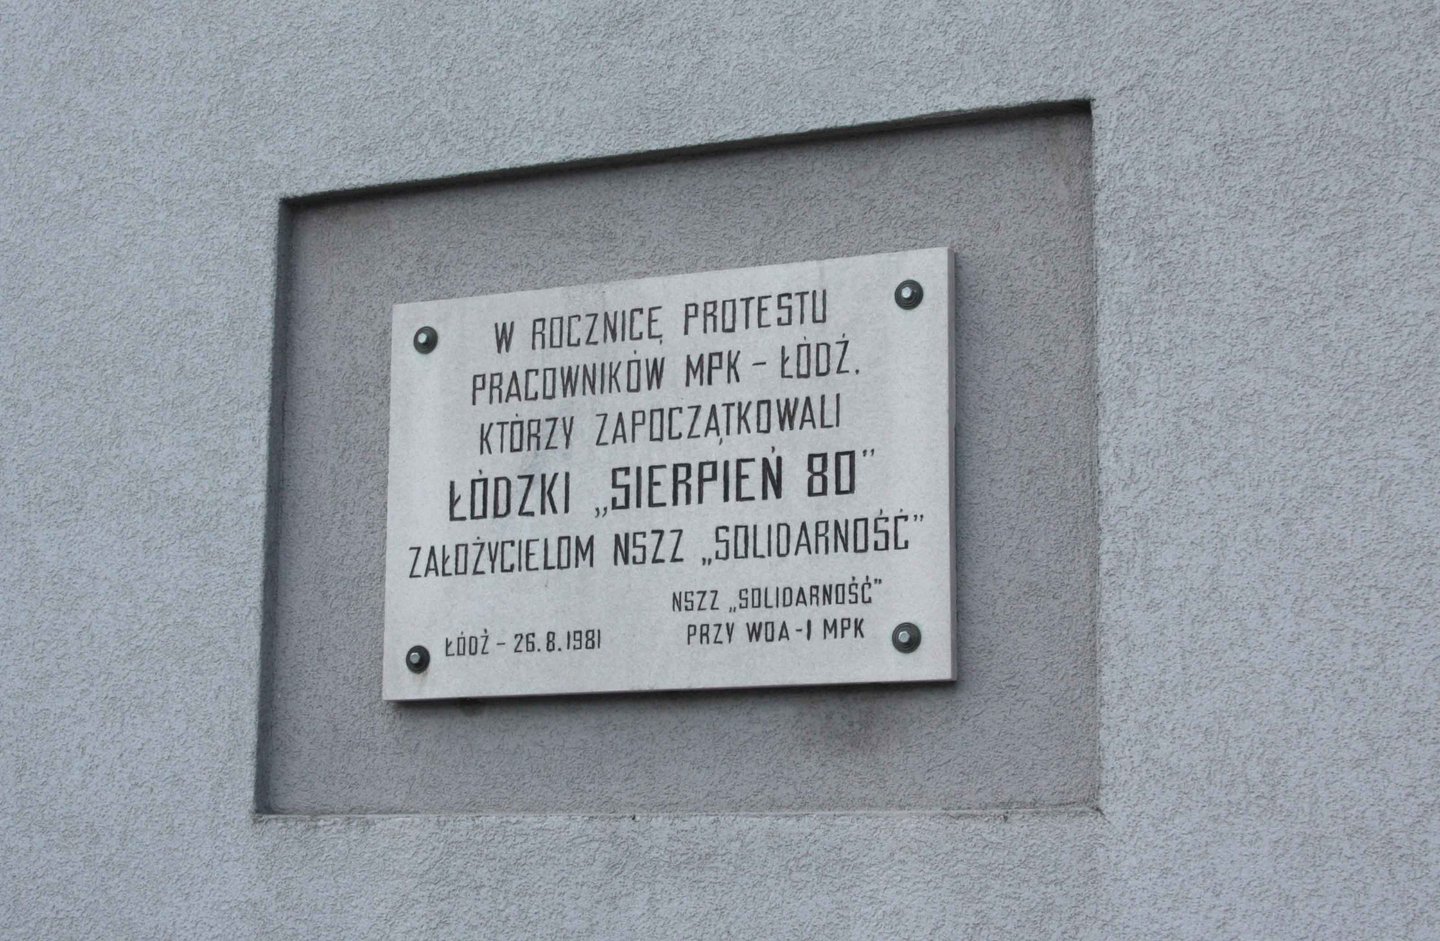 W ROCZNICĘ PROTESTU
PRACOWNIKÓW MPK – ŁÓDŹ.
KTÓRZY ZAPOCZĄTKOWALI
ŁÓDZKI „SIERPIEŃ 80”
ZAŁOŻYCIELOM NSZZ „SOLIDARNOŚĆ”
NSZZ „SOLIDARNOŚĆ”
ŁÓDŹ – 26.8.1981 PRZY WOA-1 MPK